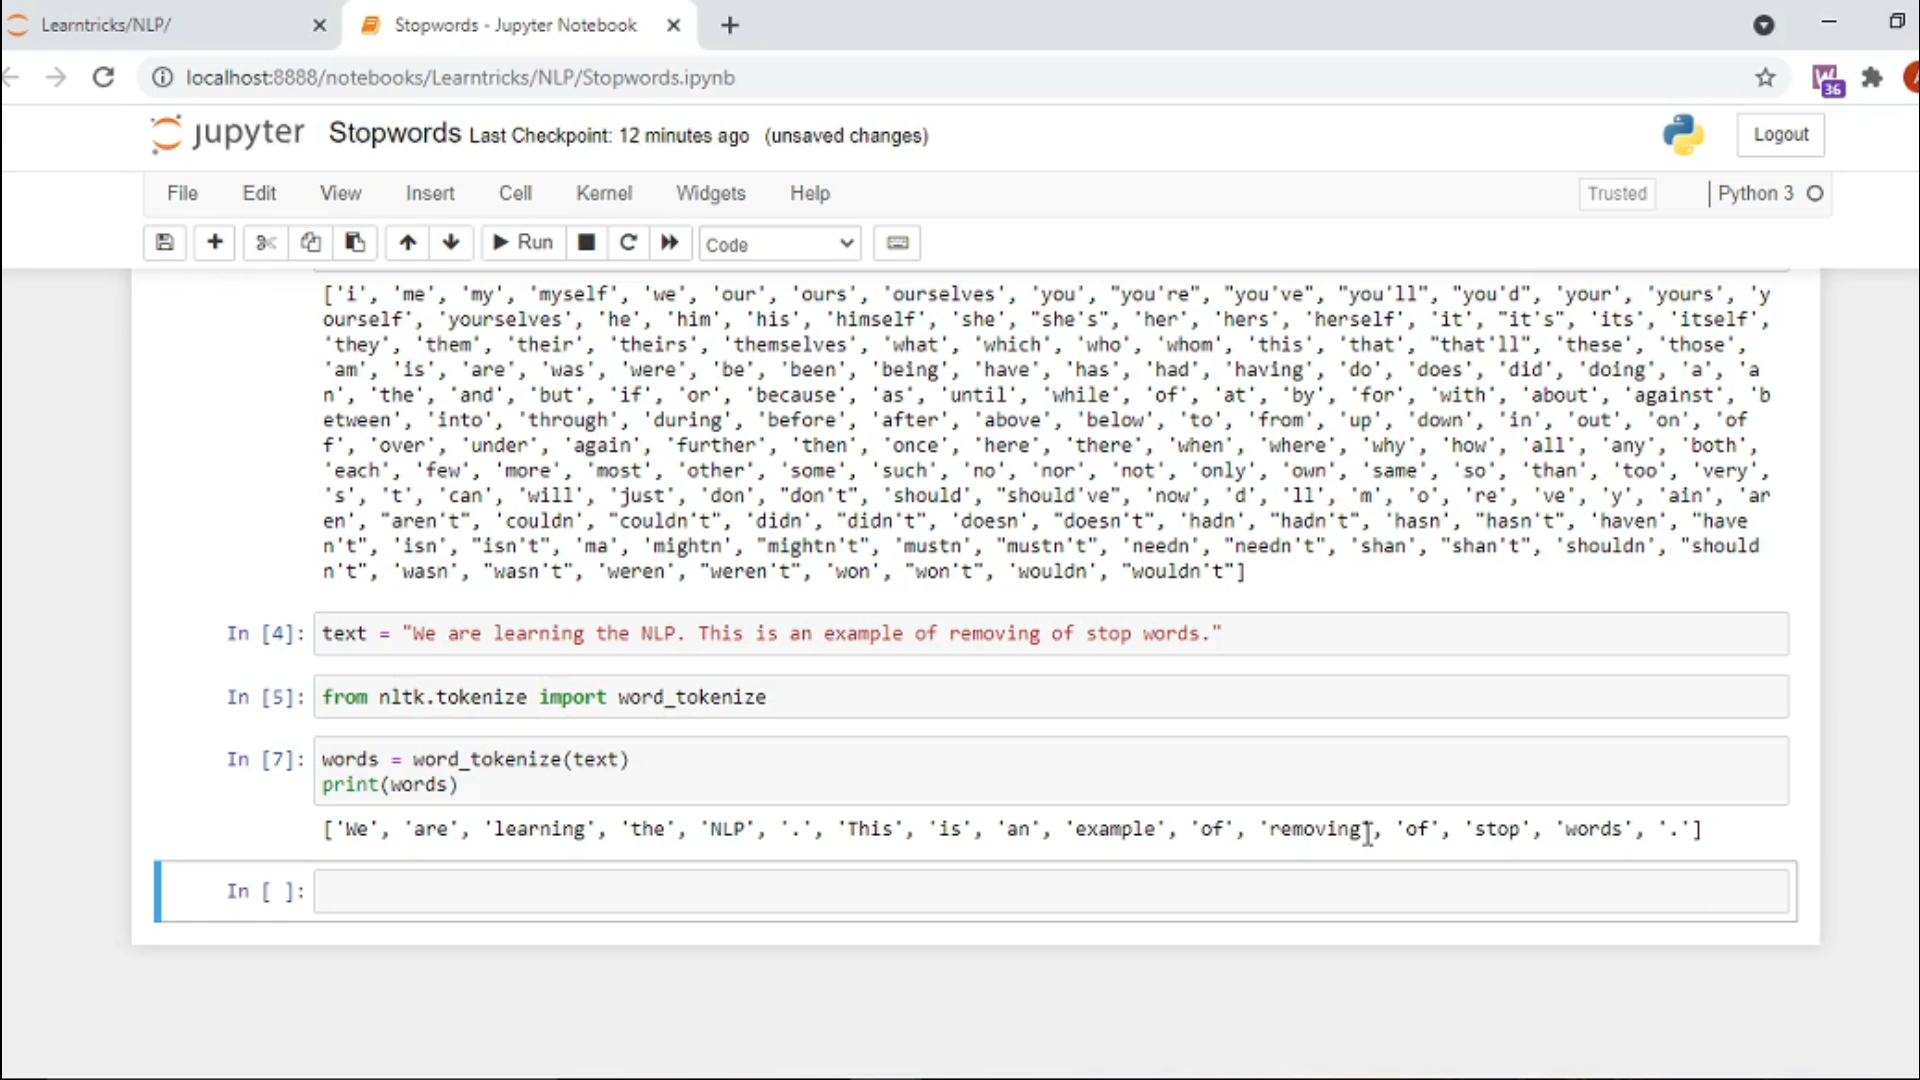 Learntricks/NLP/
Stopwords - Jupyter Notebook
localhost:8888/notebooks/Learntricks/NLP/Stopwords.ipynb
36
jupyter Stopwords Last Checkpoint: 12 minutes ago (unsaved changes)
Logout
File Edit View Insert Cell Kernel Widgets Help
Trusted
Python 3
Run
Code
['i', 'me', 'my', 'myself', 'we', 'our', 'ours', 'ourselves', 'you', "you're", "you've", "you'll", "you'd", 'your', 'yours', 'y
ourself', 'yourselves', 'he', 'him', 'his', 'himself', 'she', "she's", 'her', 'hers', 'herself', 'it', "it's", 'its', 'itself',
'they', 'them', 'their', 'theirs', 'themselves', 'what', 'which', 'who', 'whom', 'this', 'that', "that'll", 'these', 'those',
'am', 'is', 'are', 'was', 'were', 'be', 'been', 'being', 'have', 'has', 'had', 'having', 'do', 'does', 'did', 'doing', 'a', 'a
n', 'the', 'and', 'but', 'if', 'or', 'because', 'as', 'until', 'while', 'of', 'at', 'by', 'for', 'with', 'about', 'against', 'b
etween', 'into', 'through', 'during', 'before', 'after', 'above', 'below', 'to', 'from', 'up', 'down', 'in', 'out', 'on', 'of
f', 'over', 'under', 'again', 'further', 'then', 'once', 'here', 'there', 'when', 'where', 'why', 'how', 'all', 'any', 'both',
'each', 'few', 'more', 'most', 'other', 'some', 'such', 'no', 'nor', 'not', 'only', 'own', 'same', 'so', 'than', 'too', 'very',
's', 't', 'can', 'will', 'just', 'don', "don't", 'should', "should've", 'now', 'd', 'll', 'm', 'o', 're', 've', 'y', 'ain', 'ar
en', "aren't", 'couldn', "couldn't", 'didn', "didn't", 'doesn', "doesn't", 'hadn', "hadn't", 'hasn', "hasn't", 'haven', "have
n't", 'isn', "isn't", 'ma', 'mightn', "mightn't", 'mustn', "mustn't", 'needn', "needn't", 'shan', "shan't", 'shouldn', "should
n't", 'wasn', "wasn't", 'weren', "weren't", 'won', "won't", 'wouldn', "wouldn't"]
In [4]: text = "We are learning the NLP. This is an example of removing of stop words."
In [5]: from nltk.tokenize import word_tokenize
In [7]: words = word_tokenize(text)
print(words)
['We', 'are', 'learning', 'the', 'NLP', '.', 'This', 'is', 'an', 'example', 'of', 'removing', 'of', 'stop', 'words', '.']
In [ ]: